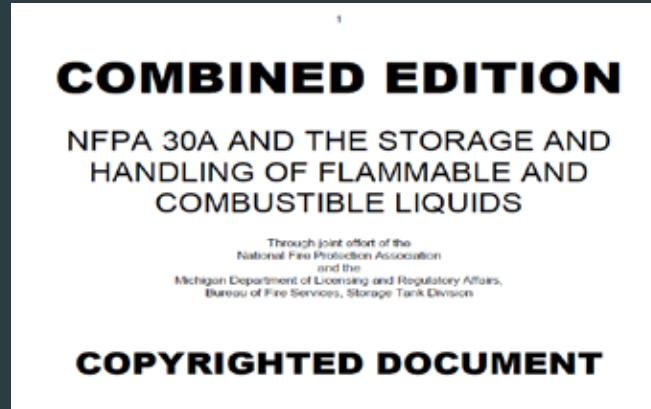 1
COMBINED EDITION
NFPA 30A AND THE STORAGE AND
HANDLING OF FLAMMABLE AND
COMBUSTIBLE LIQUIDS
Through joint effort of the
National Fire Protection Association
and the
Michigan Department of Licensing and Regulatory Affairs,
Bureau of Fire Services, Storage Tank Division
COPYRIGHTED DOCUMENT